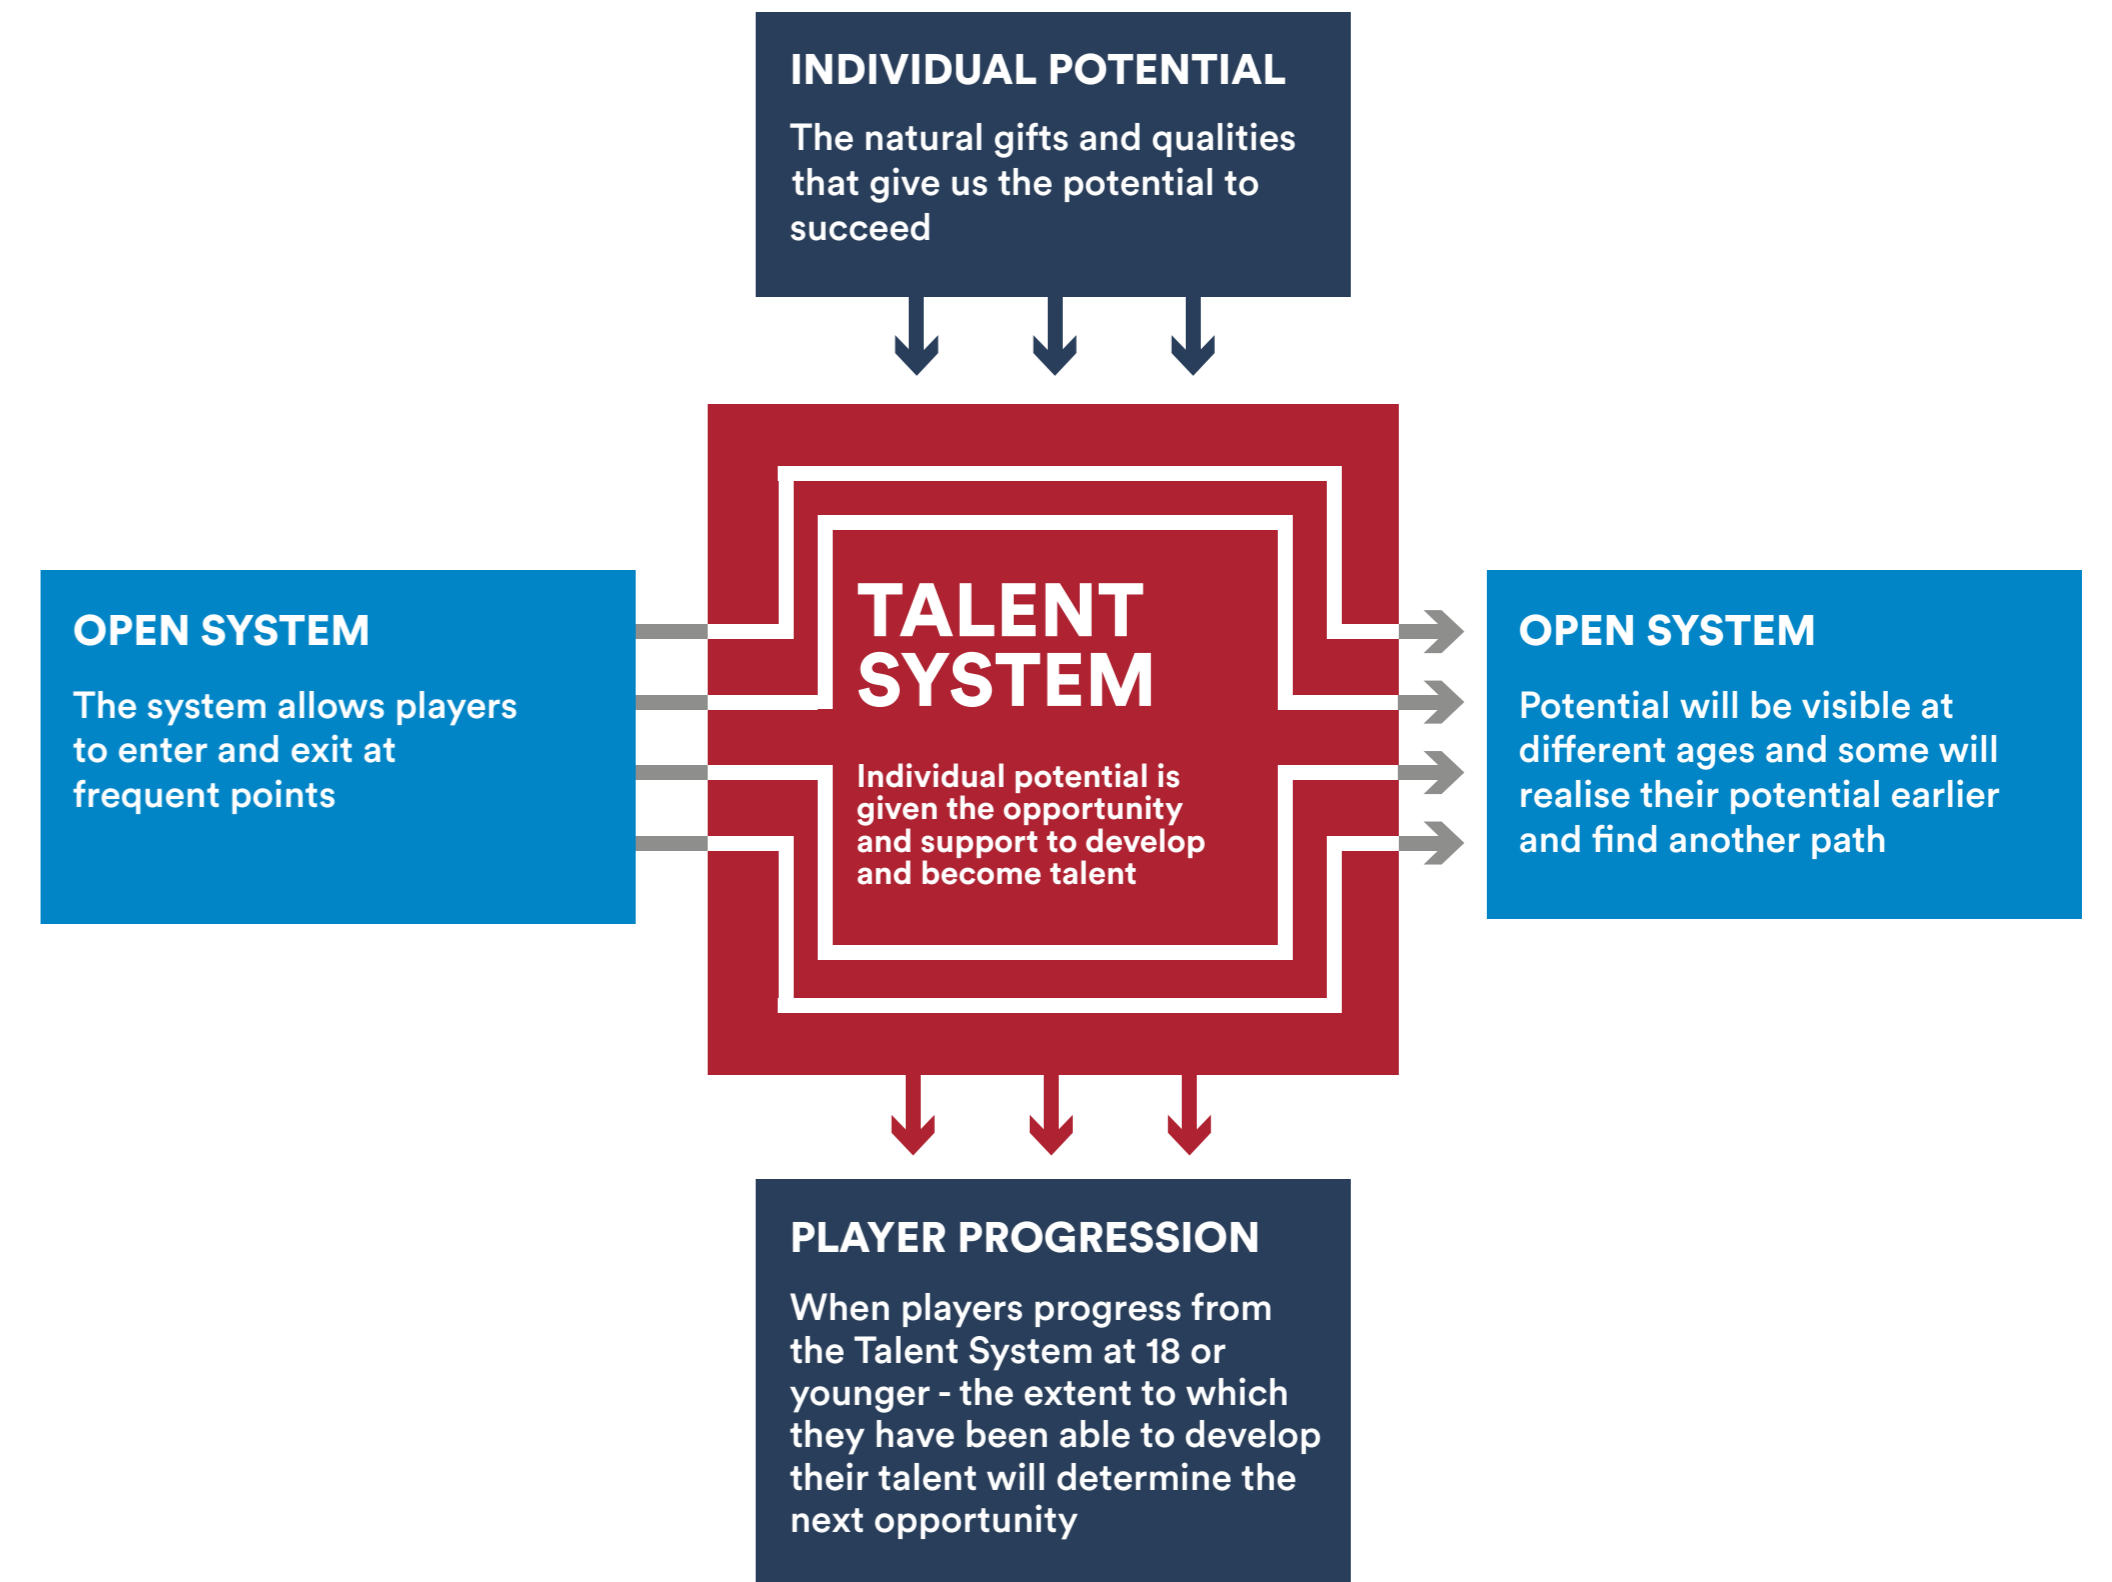 INDIVIDUAL POTENTIAL
The natural gifts and qualities
that give us the potential to
succeed
OPEN SYSTEM
The system allows players
to enter and exit at
frequent points
TALENT
SYSTEM
Individual potential is
given the opportunity
and support to develop
and become talent
OPEN SYSTEM
Potential will be visible at
different ages and some will
realise their potential earlier
and find another path
PLAYER PROGRESSION
When players progress from
the Talent System at 18 or
younger - the extent to which
they have been able to develop
their talent will determine the
next opportunity